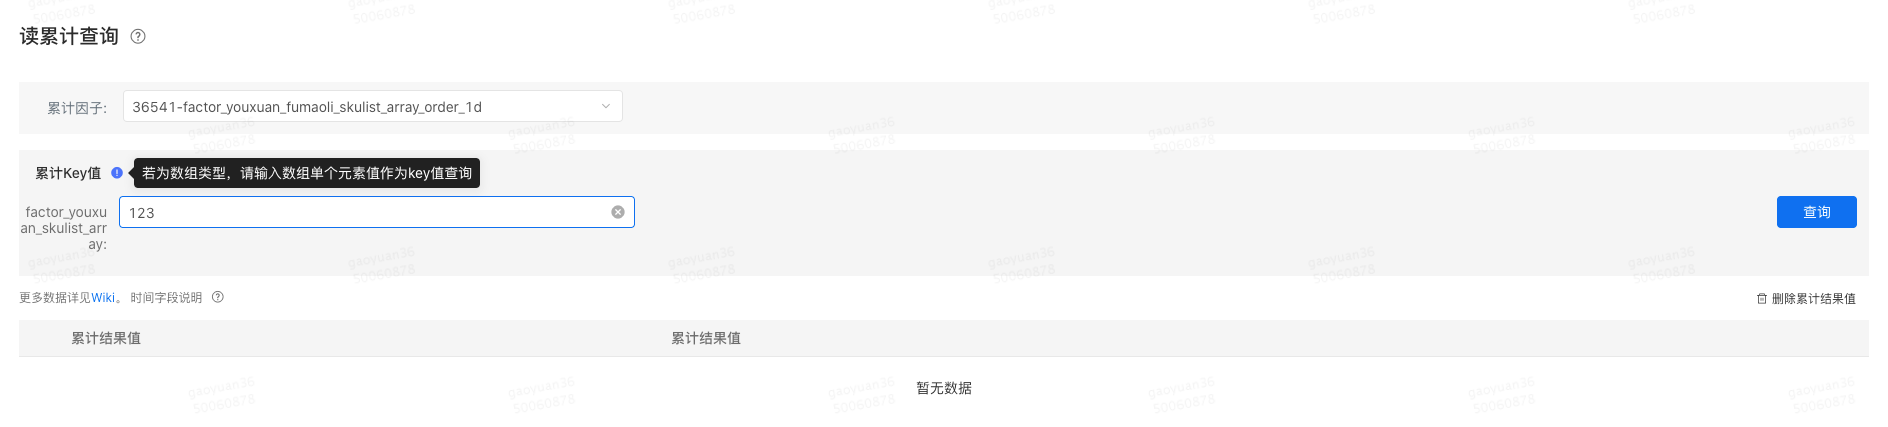 读累计查询
累计因子:
36541-factor_youxuan_fumaoli_skulist_array_order_1d
累计Key值
若为数组类型，请输入数组单个元素值作为key值查询
factor_youxu
an_skulist_arr
ay:
123
查询
更多数据详见Wiki。 时间字段说明
删除累计结果值
累计结果值 累计结果值
暂无数据
gaoyuan36
50060878